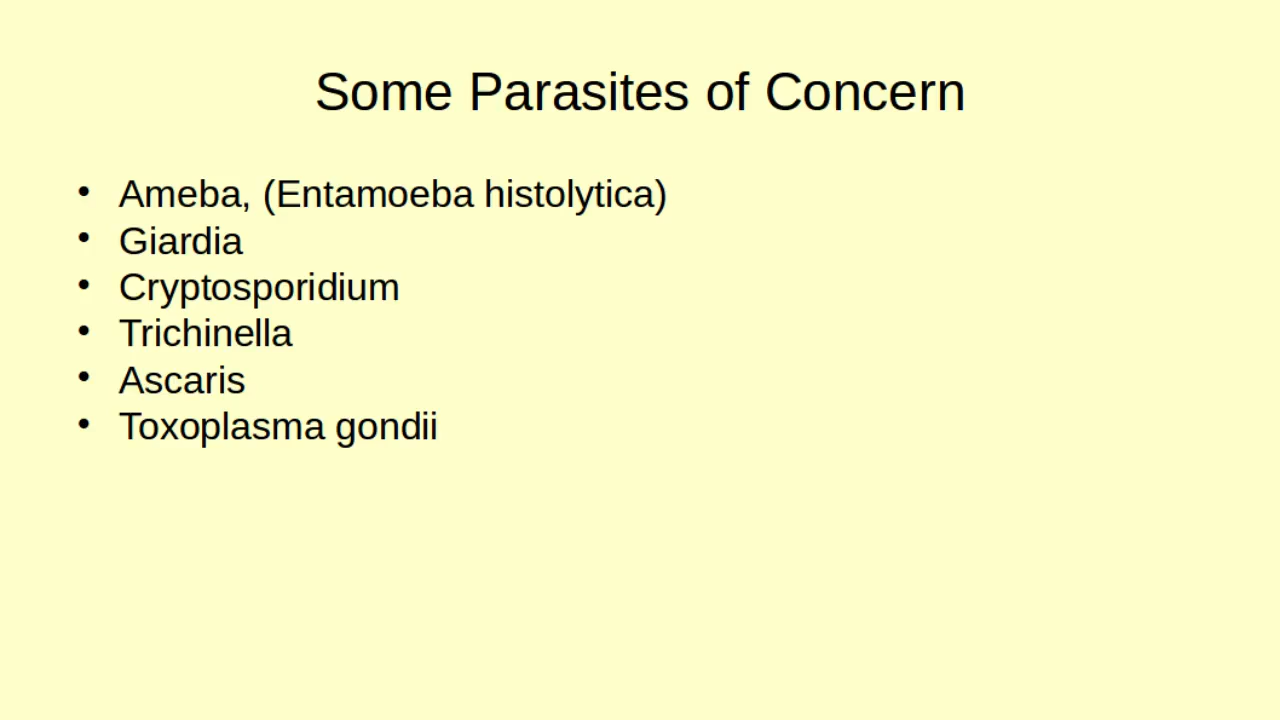 Some Parasites of Concern
• Ameba, (Entamoeba histolytica)
• Giardia
• Cryptosporidium
• Trichinella
• Ascaris
• Toxoplasma gondii